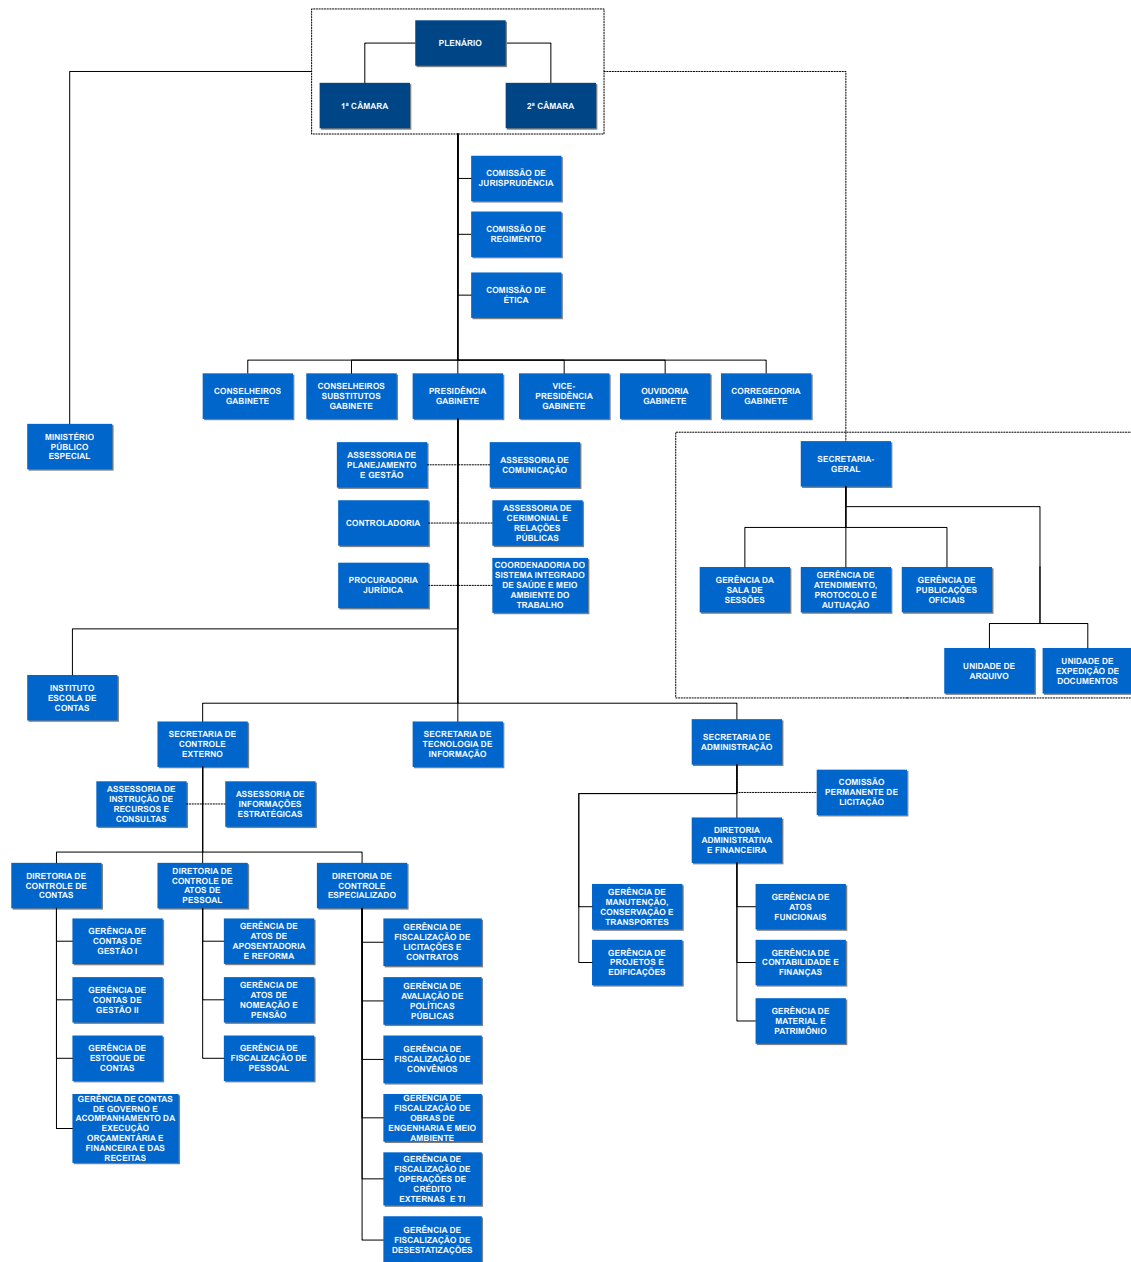 PLENÁRIO
1ª CÂMARA
2ª CÂMARA
COMISSÃO DE
JURISPRUDÊNCIA
COMISSÃO DE
REGIMENTO
COMISSÃO DE
ÉTICA
CONSELHEIROS
GABINETE
CONSELHEIROS
SUBSTITUTOS
GABINETE
PRESIDÊNCIA
GABINETE
VICE-
PRESIDÊNCIA
GABINETE
OUVIDORIA
GABINETE
CORREGEDORIA
GABINETE
MINISTÉRIO
PÚBLICO
ESPECIAL
ASSESSORIA DE
PLANEJAMENTO
E GESTÃO
ASSESSORIA DE
COMUNICAÇÃO
SECRETARIA-
GERAL
CONTROLADORIA
ASSESSORIA DE
CERIMONIAL E
RELAÇÕES
PÚBLICAS
PROCURADORIA
JURÍDICA
COORDENADORIA DO
SISTEMA INTEGRADO
DE SAÚDE E MEIO
AMBIENTE DO
TRABALHO
GERÊNCIA DA
SALA DE
SESSÕES
GERÊNCIA DE
ATENDIMENTO,
PROTOCOLO E
AUTUAÇÃO
GERÊNCIA DE
PUBLICAÇÕES
OFICIAIS
UNIDADE DE
ARQUIVO
UNIDADE DE
EXPEDIÇÃO DE
DOCUMENTOS
INSTITUTO
ESCOLA DE
CONTAS
SECRETARIA DE
CONTROLE
EXTERNO
SECRETARIA DE
TECNOLOGIA DE
INFORMAÇÃO
SECRETARIA DE
ADMINISTRAÇÃO
ASSESSORIA DE
INSTRUÇÃO DE
RECURSOS E
CONSULTAS
ASSESSORIA DE
INFORMAÇÕES
ESTRATÉGICAS
COMISSÃO
PERMANENTE DE
LICITAÇÃO
DIRETORIA
ADMINISTRATIVA
E FINANCEIRA
DIRETORIA DE
CONTROLE DE
CONTAS
DIRETORIA DE
CONTROLE DE
ATOS DE
PESSOAL
DIRETORIA DE
CONTROLE
ESPECIALIZADO
GERÊNCIA DE
MANUTENÇÃO,
CONSERVAÇÃO E
TRANSPORTES
GERÊNCIA DE
ATOS
FUNCIONAIS
GERÊNCIA DE
CONTAS DE
GESTÃO I
GERÊNCIA DE
ATOS DE
APOSENTADORIA
E REFORMA
GERÊNCIA DE
FISCALIZAÇÃO DE
LICITAÇÕES E
CONTRATOS
GERÊNCIA DE
PROJETOS E
EDIFICAÇÕES
GERÊNCIA DE
CONTABILIDADE E
FINANÇAS
GERÊNCIA DE
CONTAS DE
GESTÃO II
GERÊNCIA DE
ATOS DE
NOMEAÇÃO E
PENSÃO
GERÊNCIA DE
AVALIAÇÃO DE
POLÍTICAS
PÚBLICAS
GERÊNCIA DE
MATERIAL E
PATRIMÔNIO
GERÊNCIA DE
ESTOQUE DE
CONTAS
GERÊNCIA DE
FISCALIZAÇÃO DE
PESSOAL
GERÊNCIA DE
FISCALIZAÇÃO DE
CONVÊNIOS
GERÊNCIA DE CONTAS
DE GOVERNO E
ACOMPANHAMENTO DA
EXECUÇÃO
ORÇAMENTÁRIA E
FINANCEIRA E DAS
RECEITAS
GERÊNCIA DE
FISCALIZAÇÃO DE
OBRAS DE
ENGENHARIA E MEIO
AMBIENTE
GERÊNCIA DE
FISCALIZAÇÃO DE
OPERAÇÕES DE
CRÉDITO
EXTERNAS E TI
GERÊNCIA DE
FISCALIZAÇÃO DE
DESESTATIZAÇÕES